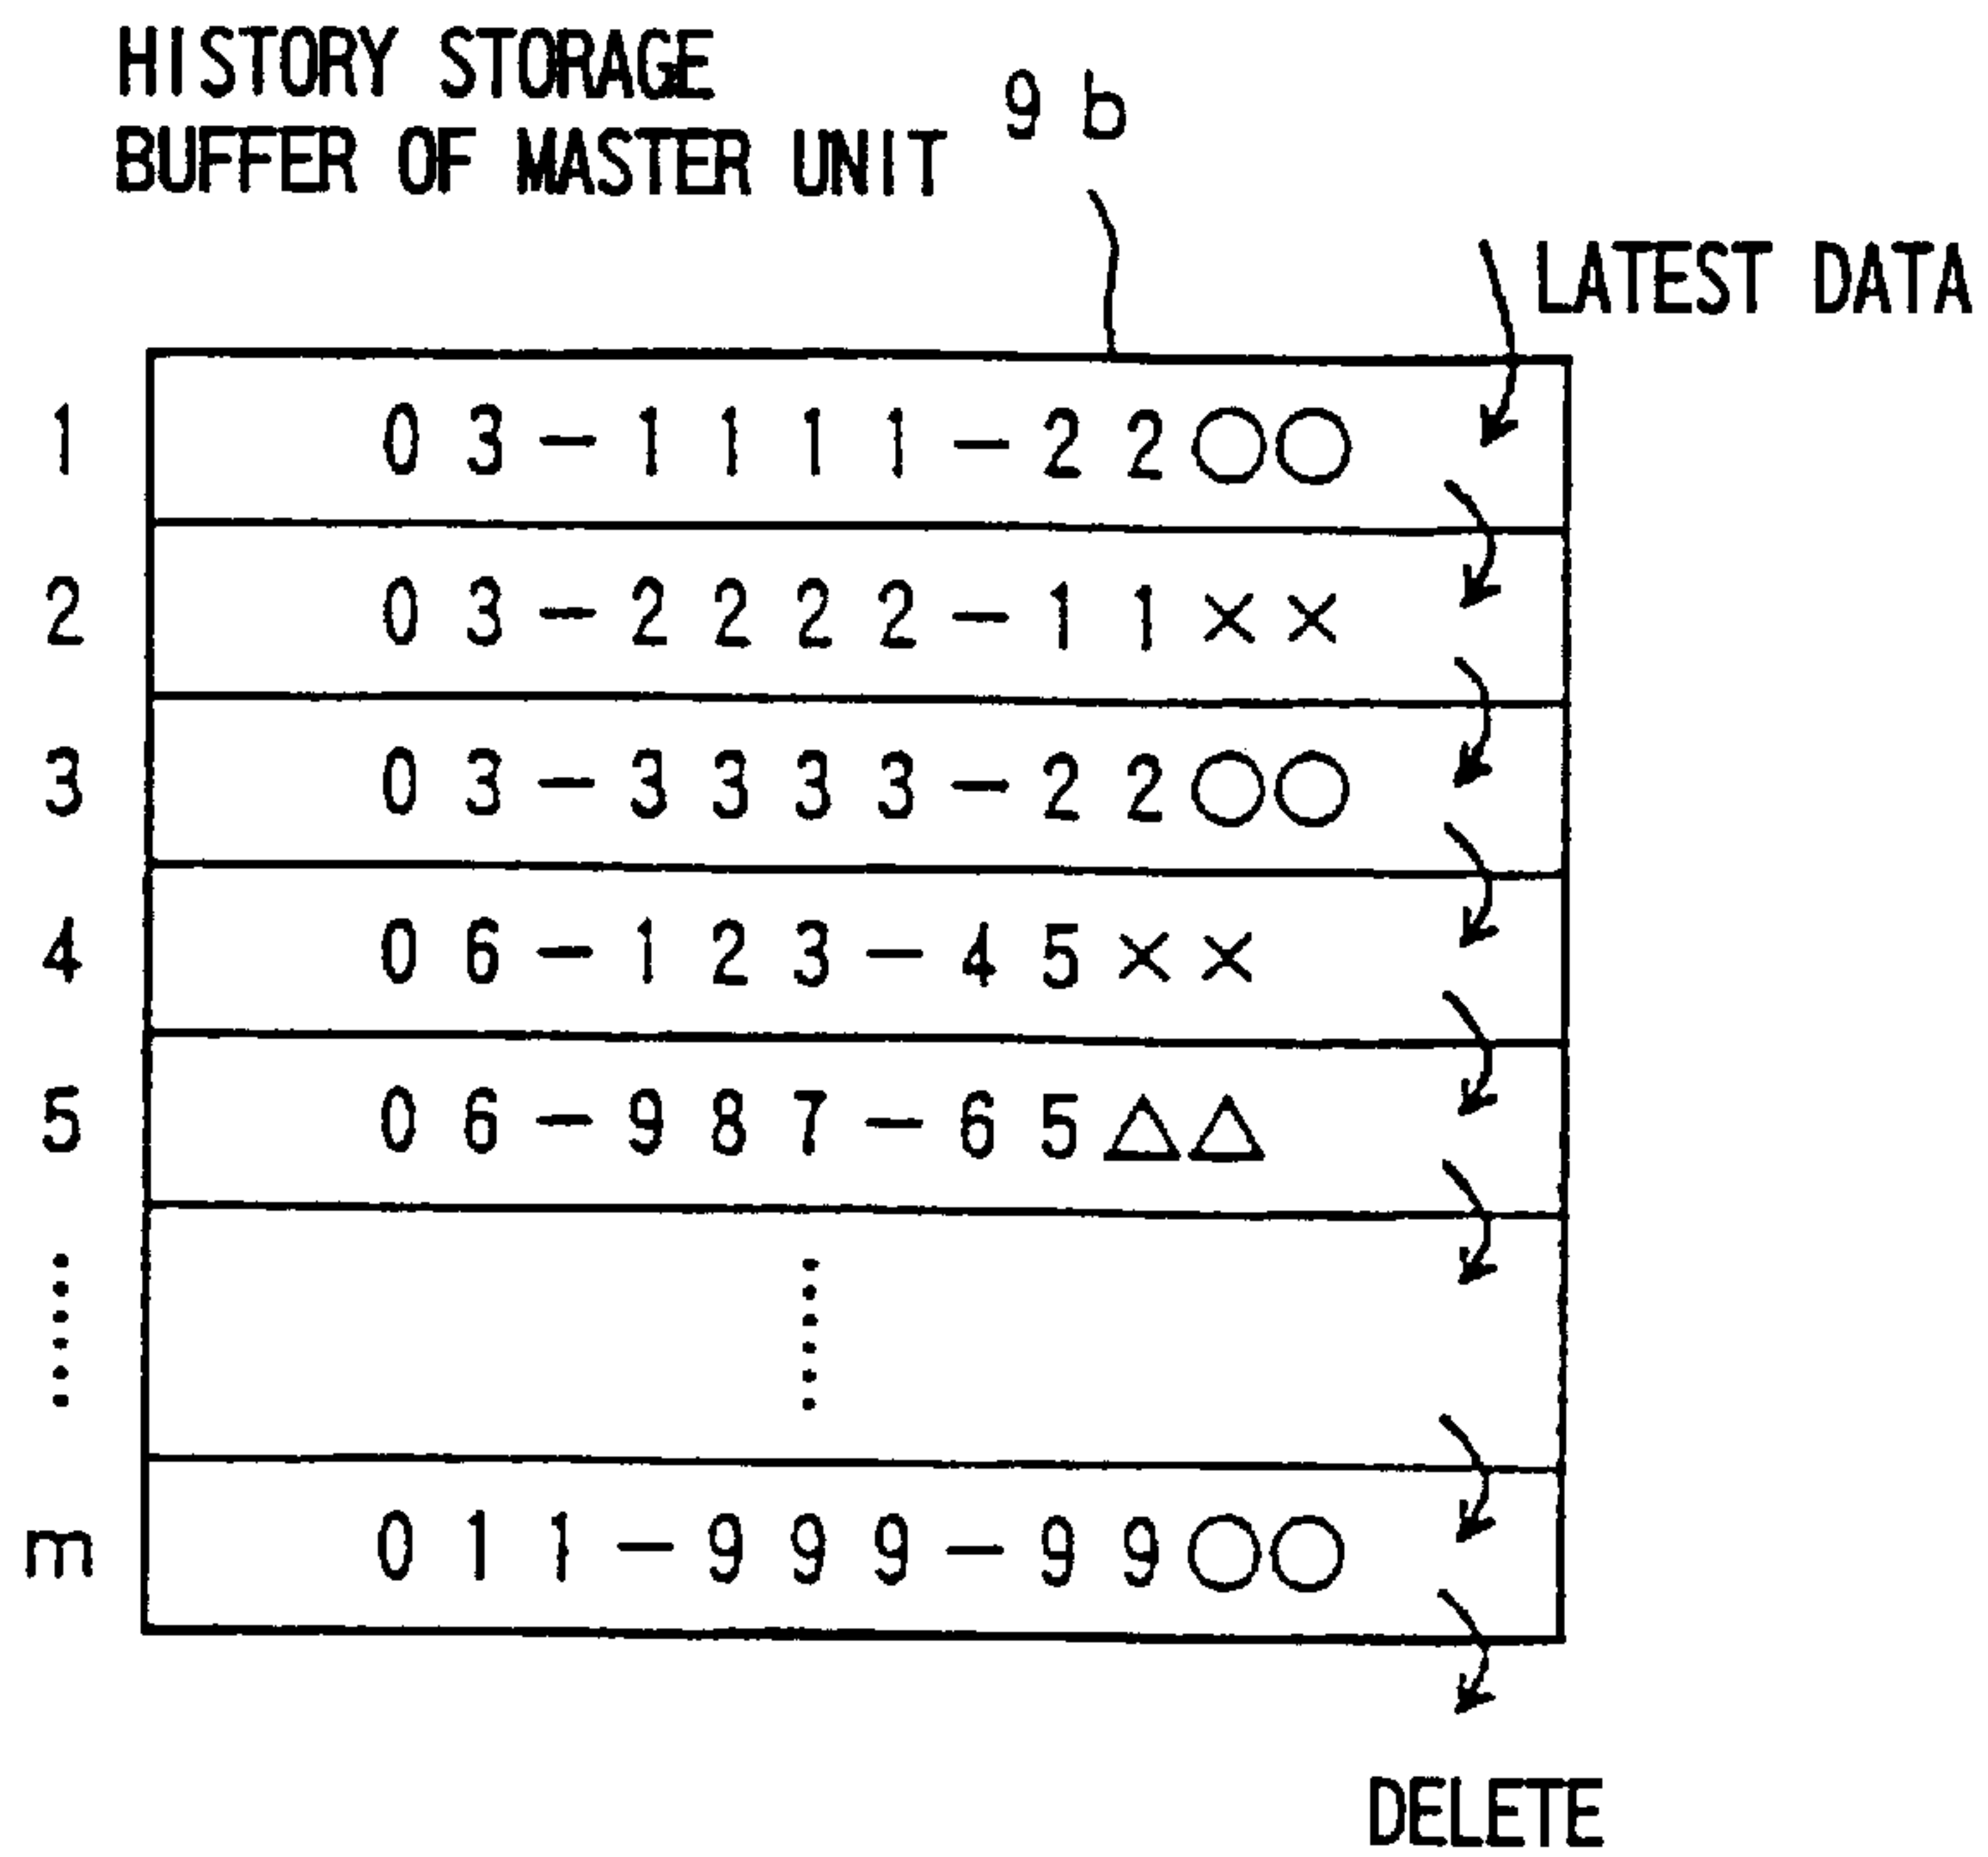 HISTORY STORAGE
BUFFER OF MASTER UNIT
9b
LATEST DATA
1 03-1111-22○○
2 03-2222-11××
3 03-3333-22○○
4 06-123-45××
5 06-987-65△△
m 011-999-99○○
DELETE